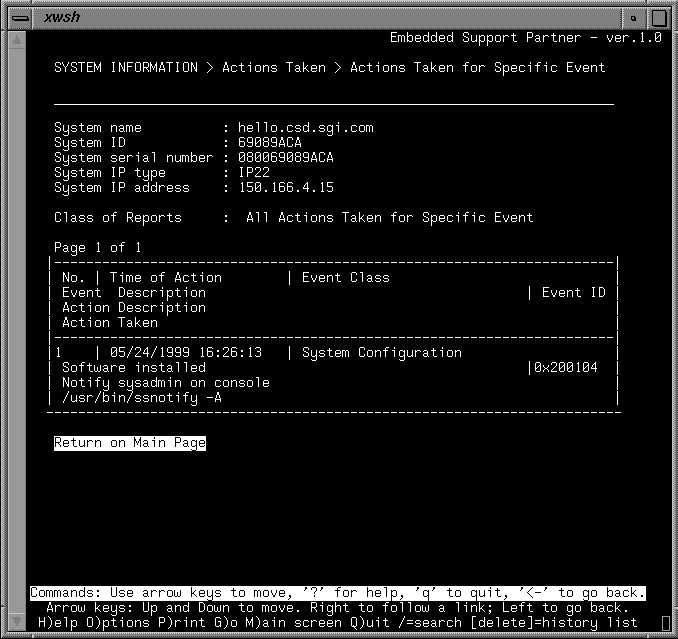 xwsh
Embedded Support Partner - ver.1.0
SYSTEM INFORMATION > Actions Taken > Actions Taken for Specific Event
System name : hello.csd.sgi.com
System ID : 69089ACA
System serial number : 080069089ACA
System IP type : IP22
System IP address : 150.166.4.15
Class of Reports : All Actions Taken for Specific Event
Page 1 of 1
|----------------------------------------------------------------------|
| No. | Time of Action | Event Class |
| Event Description | Event ID |
| Action Description |
| Action Taken |
|----------------------------------------------------------------------|
|1 | 05/24/1999 16:26:13 | System Configuration |
| Software installed |0x200104 |
| Notify sysadmin on console |
| /usr/bin/ssnotify -A |
------------------------------------------------------------------------
Return on Main Page
Commands: Use arrow keys to move, '?' for help, 'q' to quit, '<-' to go back.
Arrow keys: Up and Down to move. Right to follow a link; Left to go back.
H)elp O)ptions P)rint G)o M)ain screen Q)uit /=search [delete]=history list